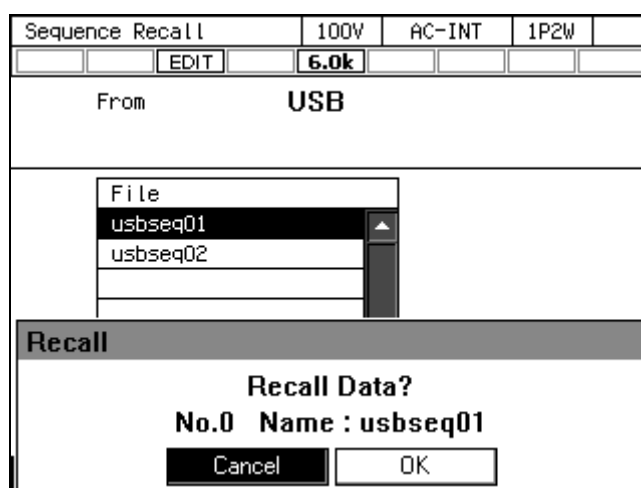 Sequence Recall 100V AC-INT 1P2W
EDIT 6.0k
From USB
File
usbseq01
usbseq02
Recall
Recall Data?
No.0 Name : usbseq01
Cancel OK